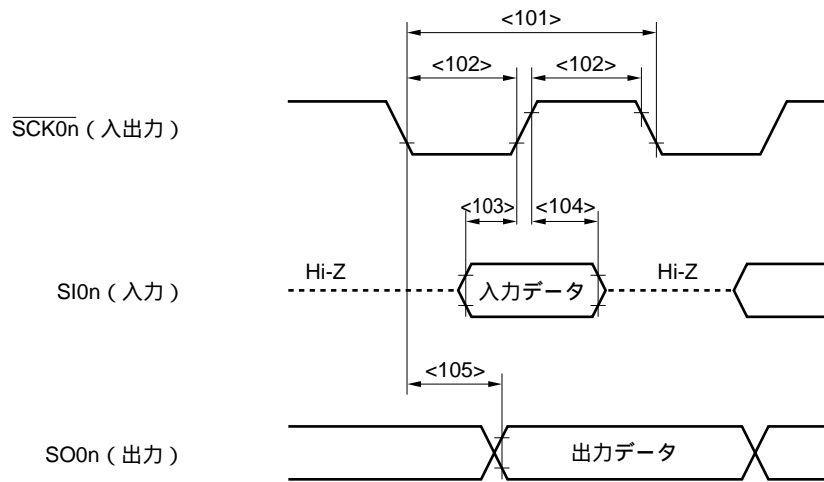 <101>
<102> <102>
SCK0n(入出力)
<103> <104>
Hi-Z Hi-Z
SI0n(入力) 入力データ
<105>
SO0n(出力) 出力データ